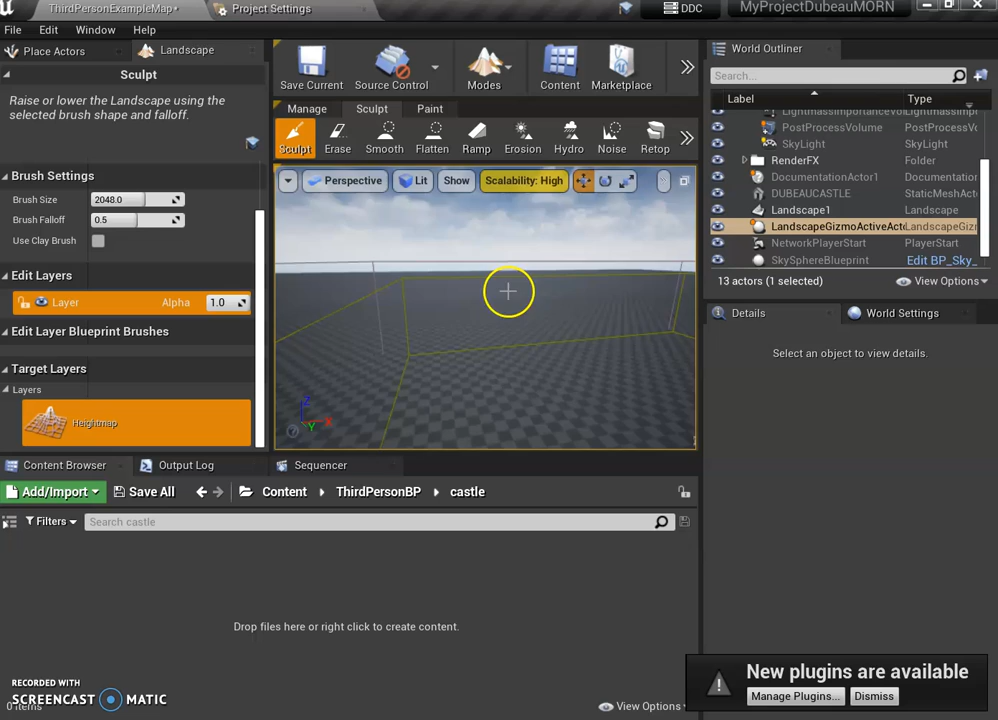 ThirdPersonExampleMap*
Project Settings
DDC
MyProjectDubeauMORN
File Edit Window Help
Place Actors
Landscape
Sculpt
Raise or lower the Landscape using the
selected brush shape and falloff.
Brush Settings
Brush Size 2048.0
Brush Falloff 0.5
Use Clay Brush
Edit Layers
Layer Alpha 1.0
Edit Layer Blueprint Brushes
Target Layers
Layers
Heightmap
Save Current Source Control Modes Content Marketplace
Manage Sculpt Paint
Sculpt Erase Smooth Flatten Ramp Erosion Hydro Noise Retop
Perspective Lit Show Scalability: High
Z
X
Y
World Outliner
Search...
Label Type
PostProcessVolume PostProcessVo
SkyLight SkyLight
RenderFX Folder
DocumentationActor1 Documentation
DUBEAUCASTLE StaticMeshAct
Landscape1 Landscape
LandscapeGizmoActiveActo LandscapeGiz
NetworkPlayerStart PlayerStart
SkySphereBlueprint Edit BP_Sky_
13 actors (1 selected) View Options
Details World Settings
Select an object to view details.
Content Browser Output Log Sequencer
Add/Import Save All Content ThirdPersonBP castle
Filters Search castle
Drop files here or right click to create content.
RECORDED WITH
SCREENCAST MATIC
0 items
View Options
New plugins are available
Manage Plugins... Dismiss